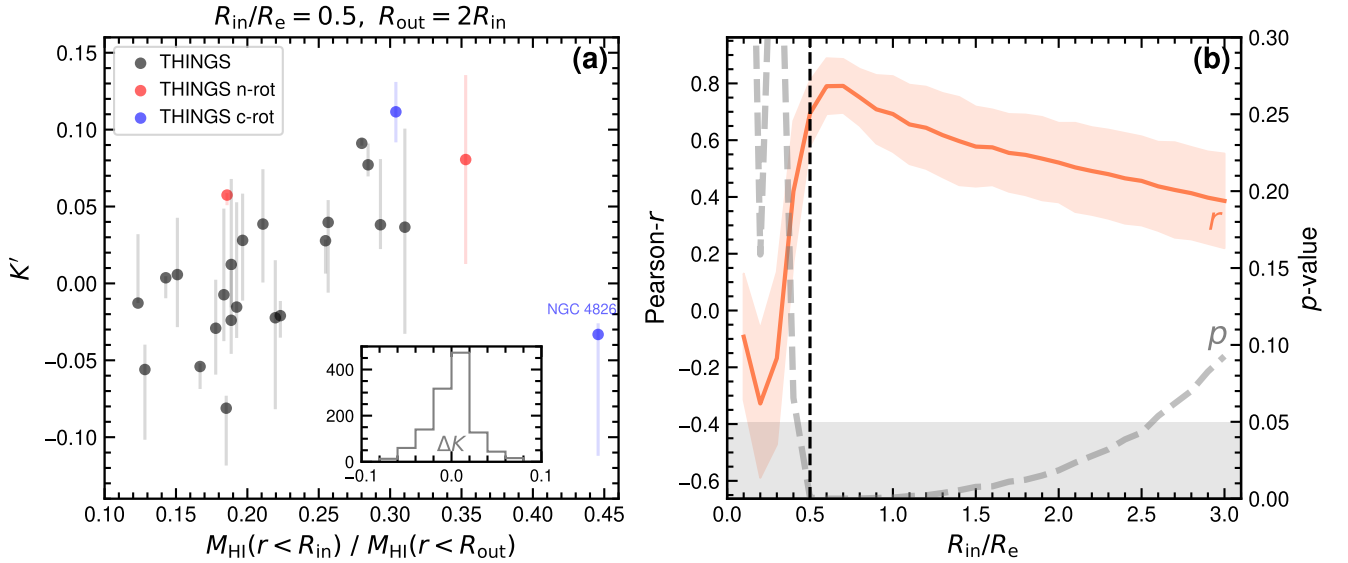 R_in/R_e = 0.5, R_out = 2R_in
(a)
THINGS
THINGS n-rot
THINGS c-rot
0.15
0.10
0.05
0.00
−0.05
−0.10
K′
NGC 4826
400
200
0
ΔK
−0.1
0.0
0.1
0.10
0.15
0.20
0.25
0.30
0.35
0.40
0.45
M_HI(r < R_in) / M_HI(r < R_out)
(b)
0.8
0.6
0.4
0.2
0.0
−0.2
−0.4
−0.6
Pearson-r
r
p
0.30
0.25
0.20
0.15
0.10
0.05
0.00
p-value
0.0
0.5
1.0
1.5
2.0
2.5
3.0
R_in/R_e